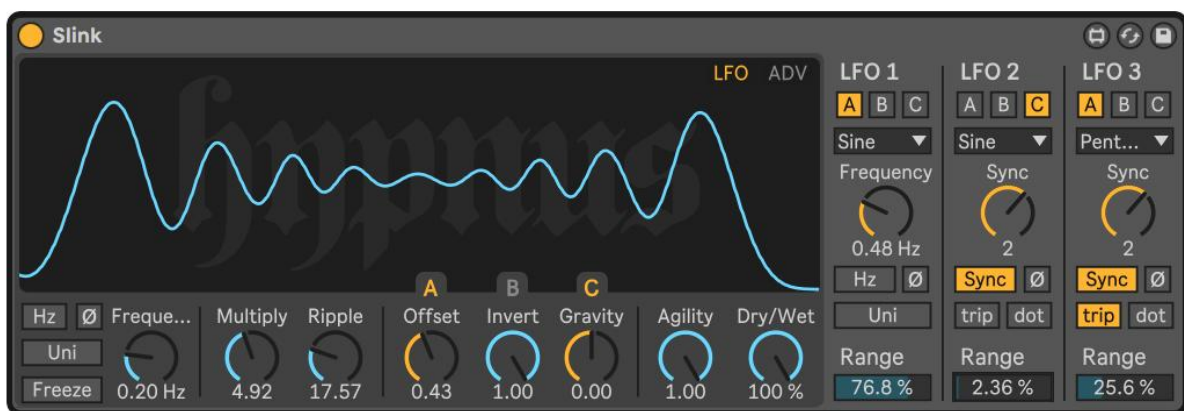 Slink
LFO ADV
hypnus
A B C
Hz Ø Freque... Multiply Ripple Offset Invert Gravity Agility Dry/Wet
Uni
Freeze 0.20 Hz 4.92 17.57 0.43 1.00 0.00 1.00 100 %
LFO 1
A B C
Sine
Frequency
0.48 Hz
Hz Ø
Uni
Range
76.8 %
LFO 2
A B C
Sine
Sync
2
Sync Ø
trip dot
Range
2.36 %
LFO 3
A B C
Pent...
Sync
2
Sync Ø
trip dot
Range
25.6 %